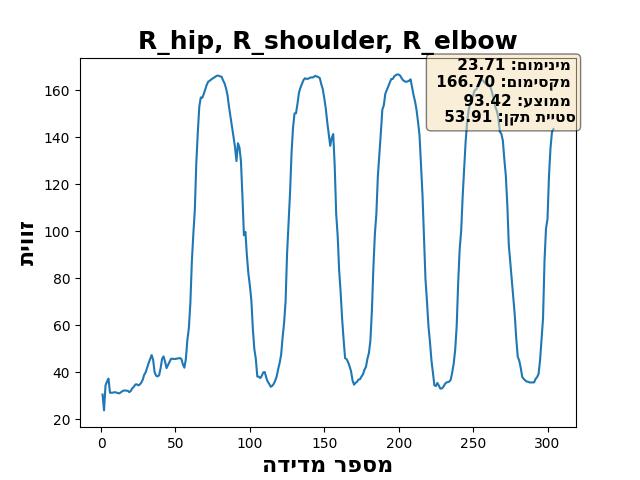 R_hip, R_shoulder, R_elbow
מינימום: 23.71
מקסימום: 166.70
ממוצע: 93.42
סטיית תקן: 53.91
160
140
120
100
80
60
40
20
זווית
0 50 100 150 200 250 300
מספר מדידה